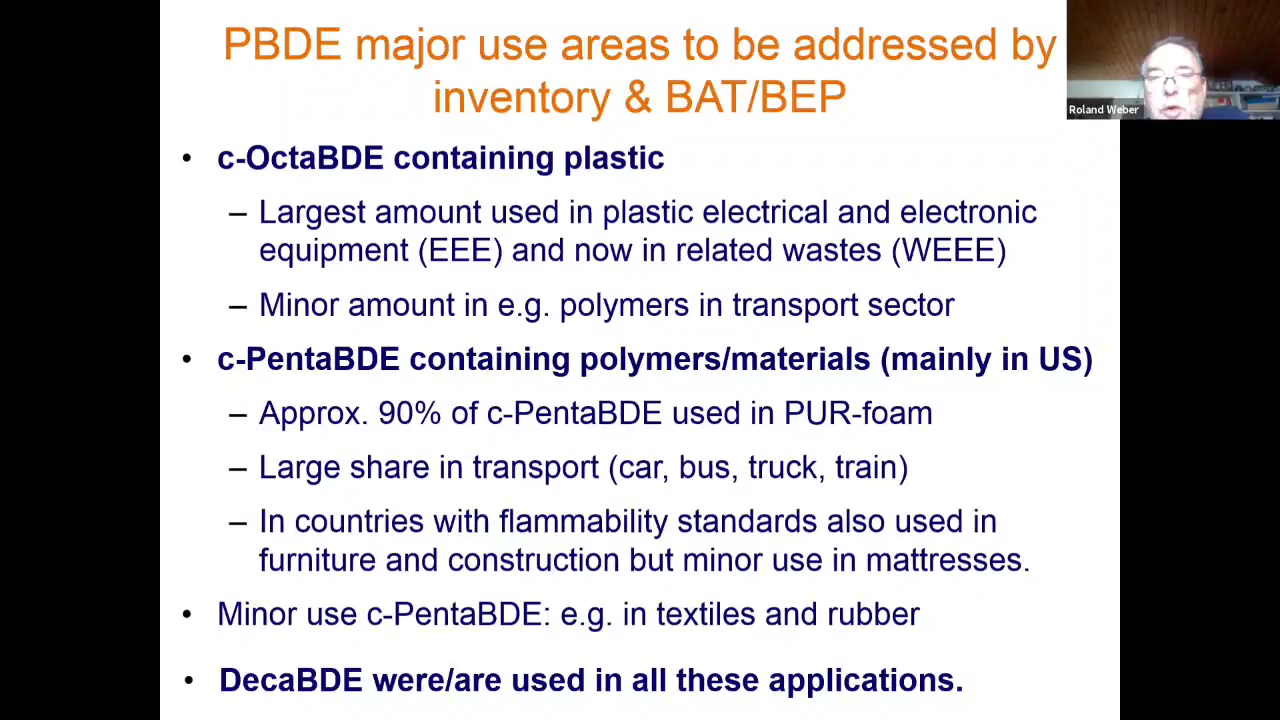 PBDE major use areas to be addressed by
inventory & BAT/BEP
Roland Weber
• c-OctaBDE containing plastic
– Largest amount used in plastic electrical and electronic
equipment (EEE) and now in related wastes (WEEE)
– Minor amount in e.g. polymers in transport sector
• c-PentaBDE containing polymers/materials (mainly in US)
– Approx. 90% of c-PentaBDE used in PUR-foam
– Large share in transport (car, bus, truck, train)
– In countries with flammability standards also used in
furniture and construction but minor use in mattresses.
• Minor use c-PentaBDE: e.g. in textiles and rubber
• DecaBDE were/are used in all these applications.